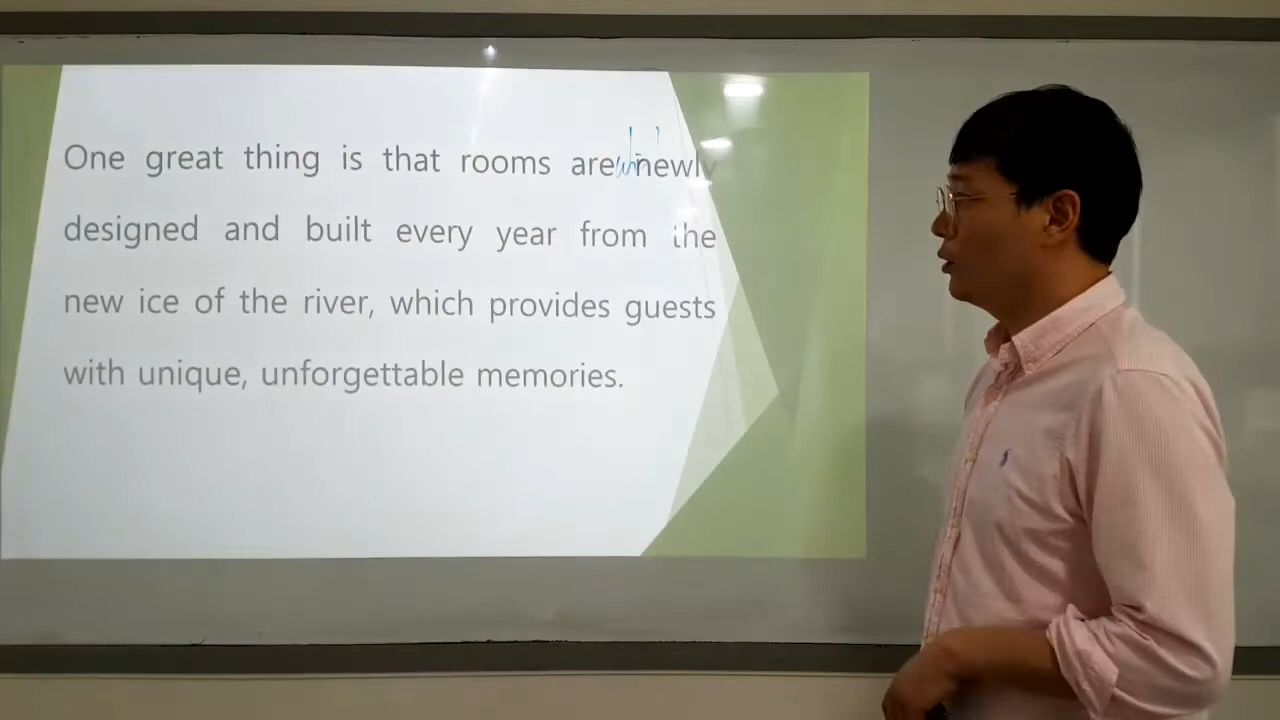 One great thing is that rooms are newly
designed and built every year from the
new ice of the river, which provides guests
with unique, unforgettable memories.